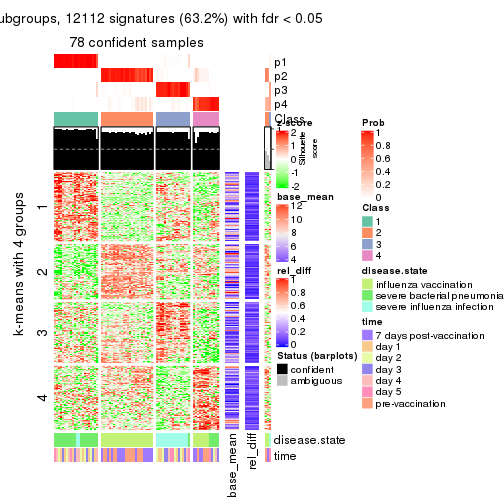 ubgroups, 12112 signatures (63.2%) with fdr < 0.05
78 confident samples
p1
p2
p3
p4
Class
z-score
2
1
0
-1
-2
Silhouette
score
1
0.5
0
base_mean
12
10
8
6
4
rel_diff
1
0.8
0.6
0.4
0.2
0
Status (barplots)
confident
ambiguous
Prob
1
0.8
0.6
0.4
0.2
0
Class
1
2
3
4
disease.state
influenza vaccination
severe bacterial pneumonia
severe influenza infection
time
7 days post-vaccination
day 1
day 2
day 3
day 4
day 5
pre-vaccination
k-means with 4 groups
1
2
3
4
disease.state
time
base_mean
rel_diff